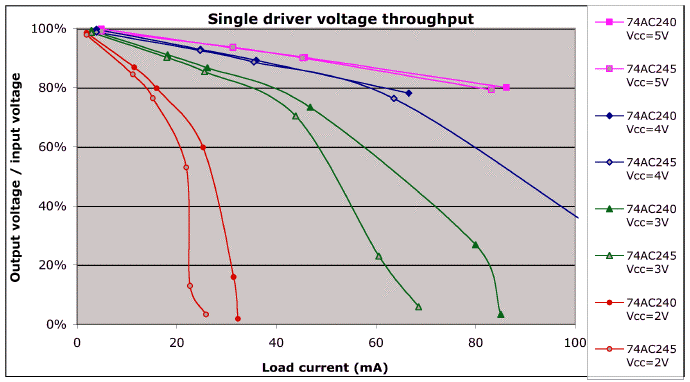 Single driver voltage throughput
Output voltage / input voltage
100%
80%
60%
40%
20%
0%
0
20
40
60
80
100
Load current (mA)
74AC240
Vcc=5V
74AC245
Vcc=5V
74AC240
Vcc=4V
74AC245
Vcc=4V
74AC240
Vcc=3V
74AC245
Vcc=3V
74AC240
Vcc=2V
74AC245
Vcc=2V